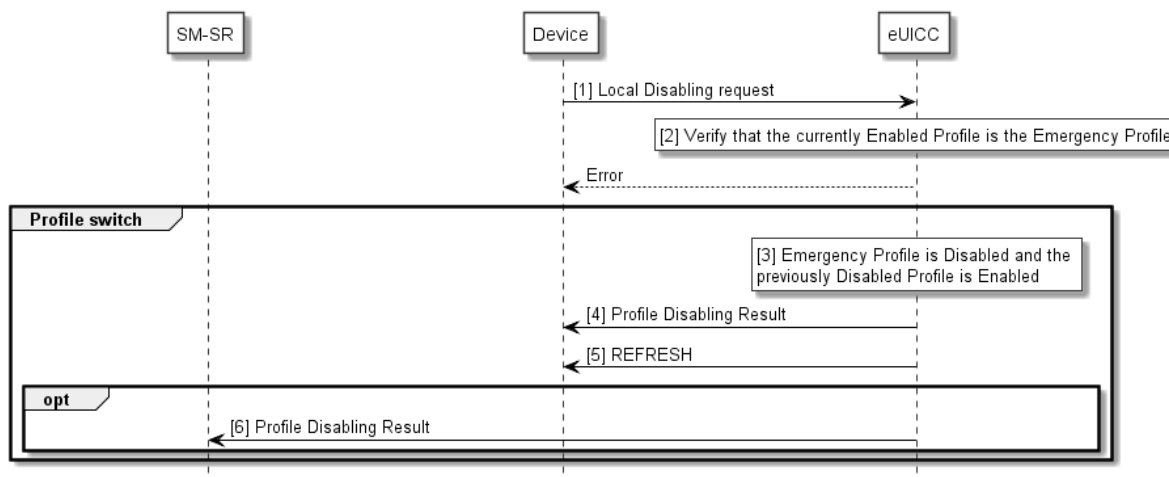 SM-SR
Device
eUICC
[1] Local Disabling request
[2] Verify that the currently Enabled Profile is the Emergency Profile
Error
Profile switch
[3] Emergency Profile is Disabled and the
previously Disabled Profile is Enabled
[4] Profile Disabling Result
[5] REFRESH
opt
[6] Profile Disabling Result